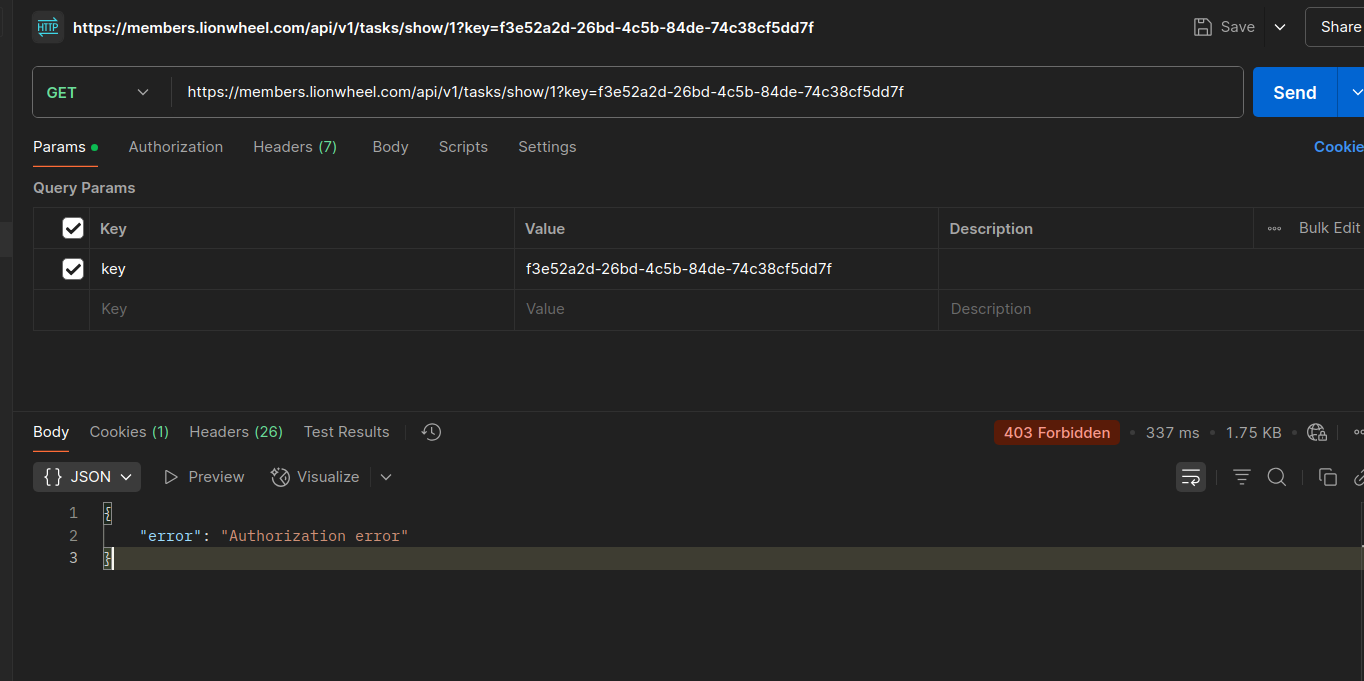 HTTP https://members.lionwheel.com/api/v1/tasks/show/1?key=f3e52a2d-26bd-4c5b-84de-74c38cf5dd7f Save Share
GET https://members.lionwheel.com/api/v1/tasks/show/1?key=f3e52a2d-26bd-4c5b-84de-74c38cf5dd7f Send
Params Authorization Headers (7) Body Scripts Settings Cookie
Query Params
Key Value Description Bulk Edit
key f3e52a2d-26bd-4c5b-84de-74c38cf5dd7f
Key Value Description
Body Cookies (1) Headers (26) Test Results 403 Forbidden • 337 ms • 1.75 KB •
{} JSON Preview Visualize
1 {
2 "error": "Authorization error"
3 }